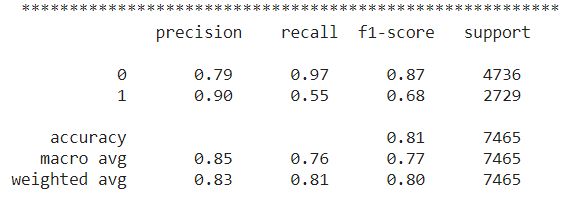 ********************************************************
precision recall f1-score support
0 0.79 0.97 0.87 4736
1 0.90 0.55 0.68 2729
accuracy 0.81 7465
macro avg 0.85 0.76 0.77 7465
weighted avg 0.83 0.81 0.80 7465